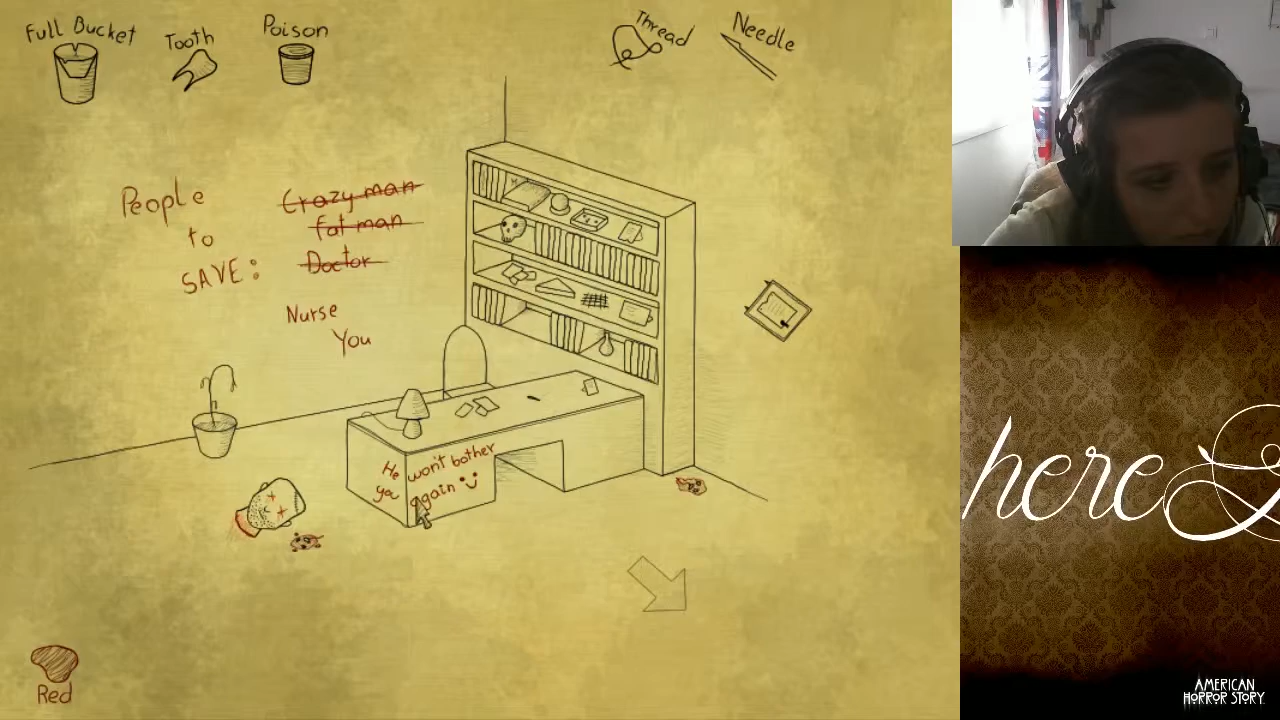 Full Bucket
Tooth
Poison
Thread
Needle
People
to
SAVE:
Crazy man
fat man
Doctor
Nurse
You
He won't bother
ya again
Red
here
AMERICAN
HORROR STORY